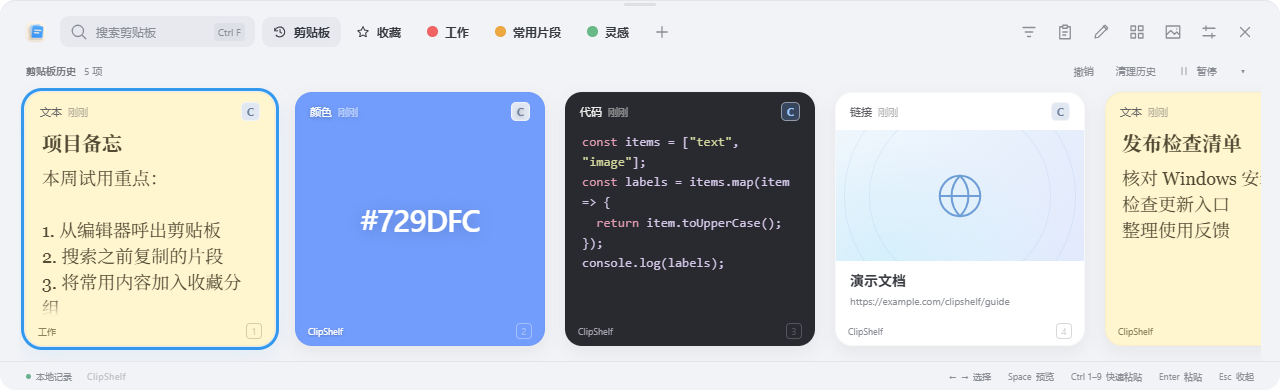 搜索剪贴板 Ctrl F 剪贴板 收藏 工作 常用片段 灵感
剪贴板历史 5 项 撤销 清理历史 暂停
文本 刚刚 C
项目备忘
本周试用重点：
1. 从编辑器呼出剪贴板
2. 搜索之前复制的片段
3. 将常用内容加入收藏分
组
工作 1
颜色 刚刚 C
#729DFC
ClipShelf 2
代码 刚刚 C
const items = ["text",
"image"];
const labels = items.map(item
=> {
return item.toUpperCase();
});
console.log(labels);
ClipShelf 3
链接 刚刚 C
演示文档
https://example.com/clipshelf/guide
ClipShelf 4
文本 刚刚
发布检查清单
核对 Windows
检查更新入口
整理使用反馈
ClipShelf
本地记录 ClipShelf ← → 选择 Space 预览 Ctrl 1–9 快速粘贴 Enter 粘贴 Esc 收起